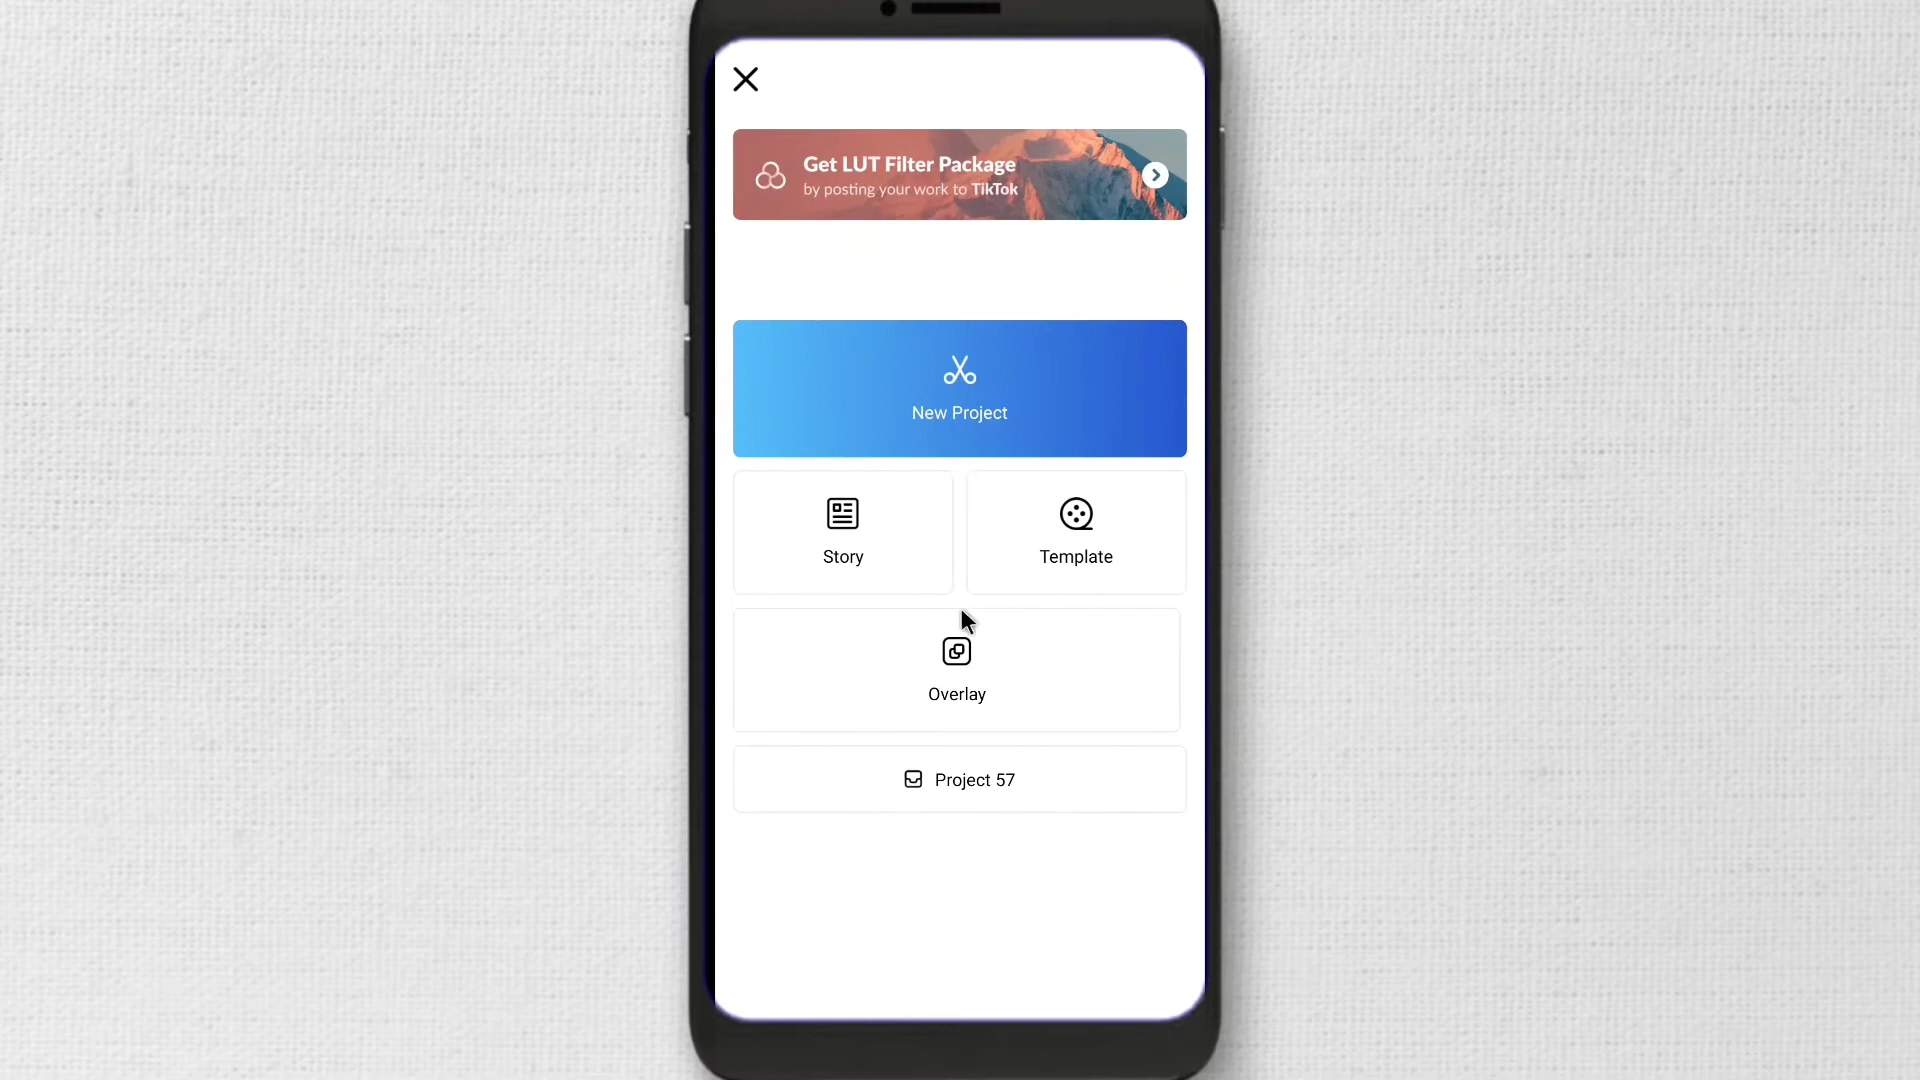 Get LUT Filter Package
by posting your work to TikTok
New Project
Story
Template
Overlay
Project 57